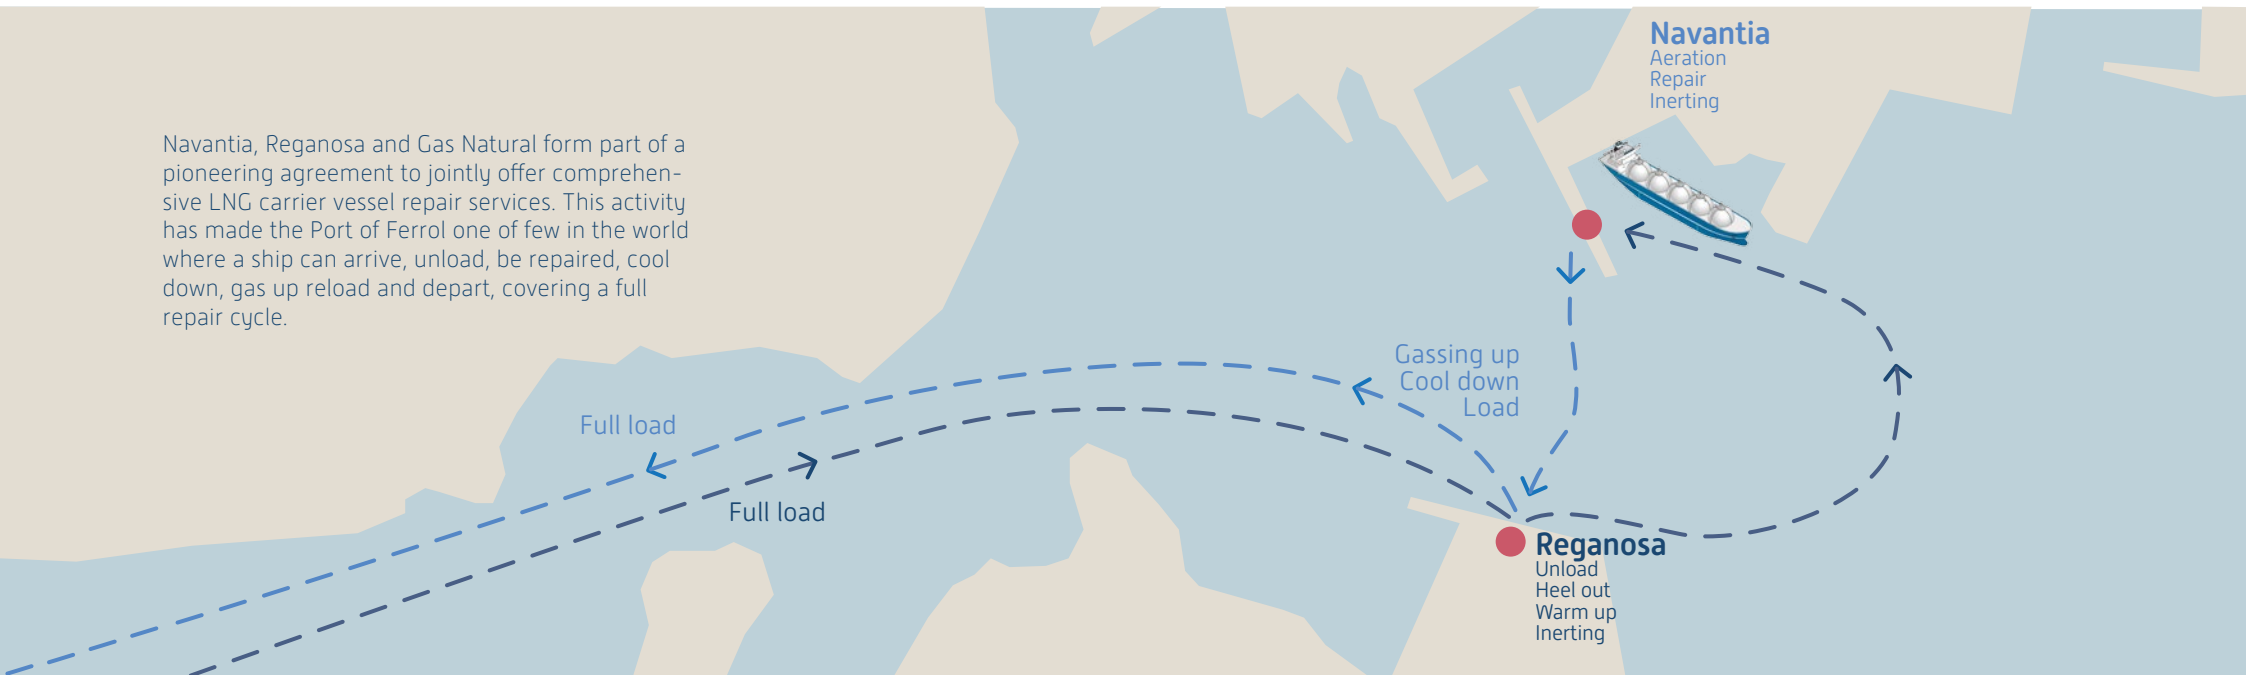 Navantia
Aeration
Repair
Inerting
Navantia, Reganosa and Gas Natural form part of a
pioneering agreement to jointly offer comprehen-
sive LNG carrier vessel repair services. This activity
has made the Port of Ferrol one of few in the world
where a ship can arrive, unload, be repaired, cool
down, gas up reload and depart, covering a full
repair cycle.
Gassing up
Cool down
Load
Full load
Full load
Reganosa
Unload
Heel out
Warm up
Inerting